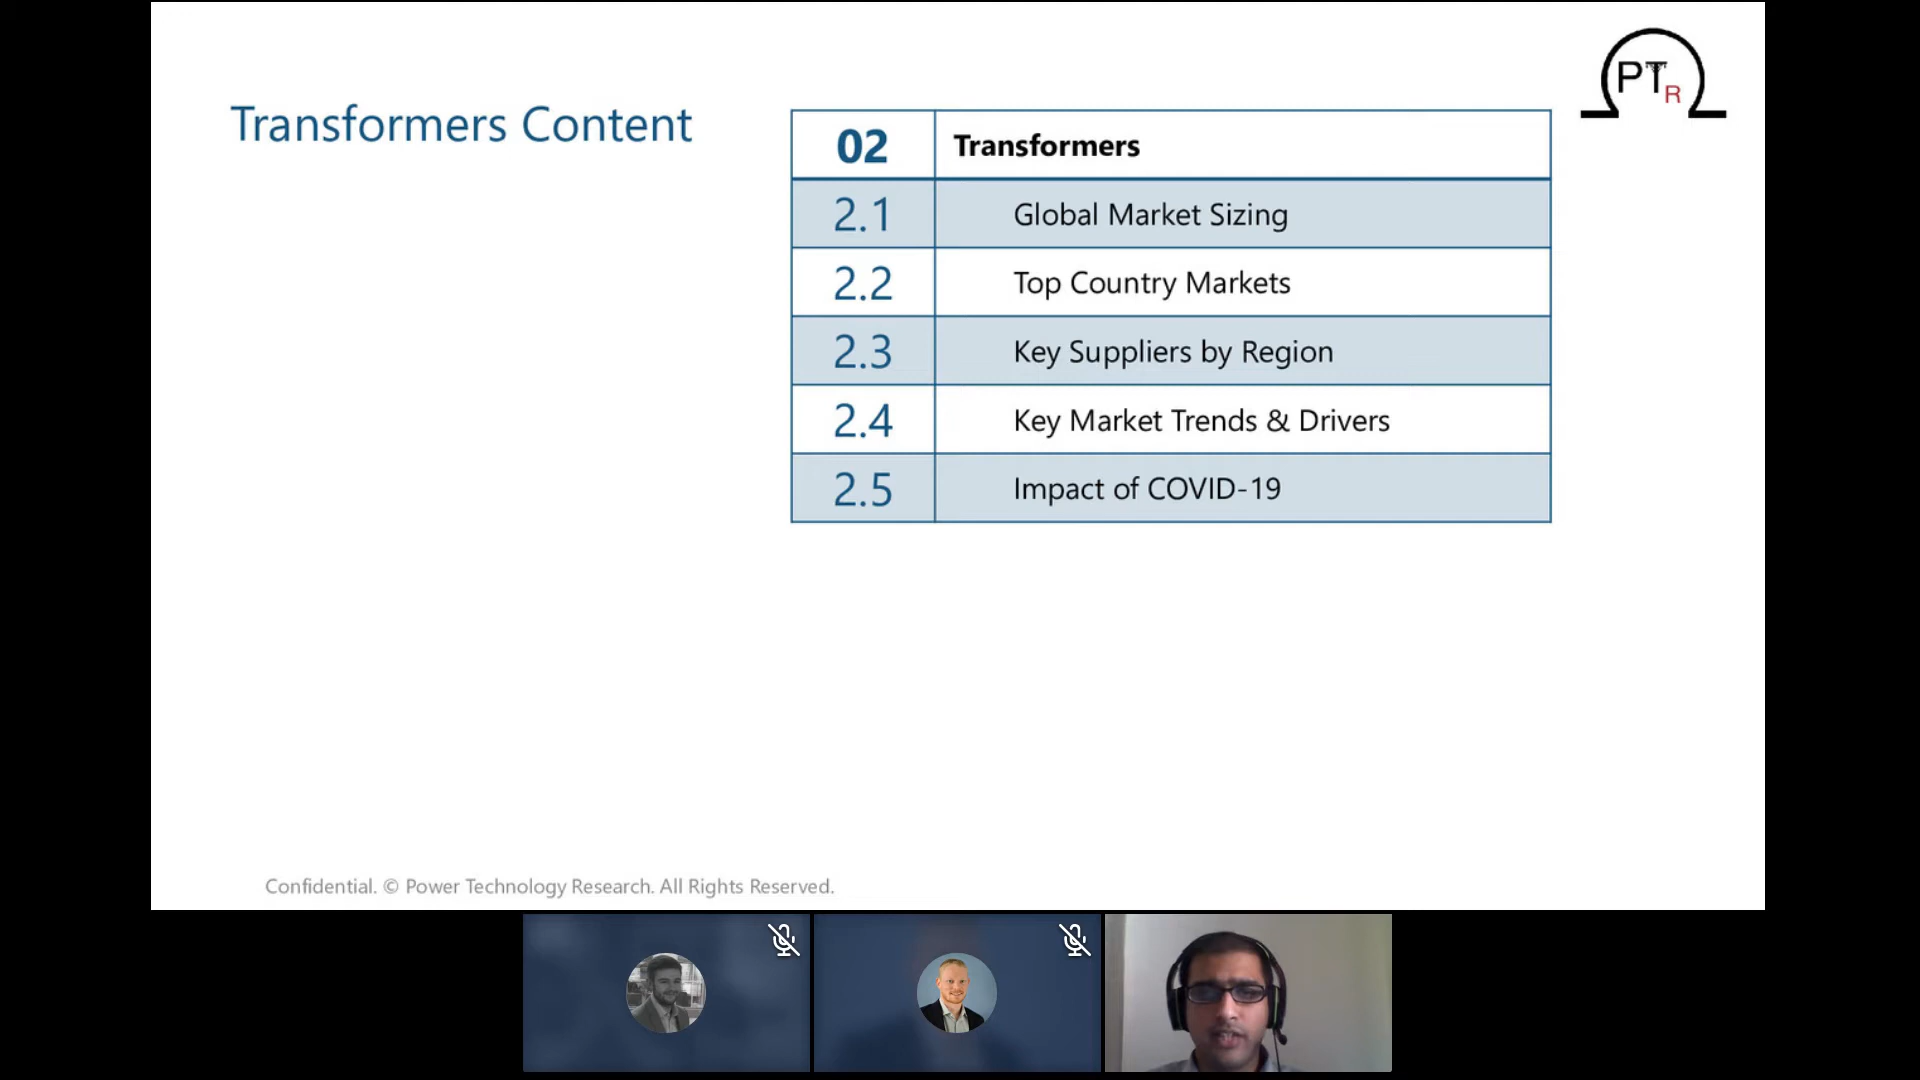 PTR
Transformers Content
02 Transformers
2.1 Global Market Sizing
2.2 Top Country Markets
2.3 Key Suppliers by Region
2.4 Key Market Trends & Drivers
2.5 Impact of COVID-19
Confidential. © Power Technology Research. All Rights Reserved.